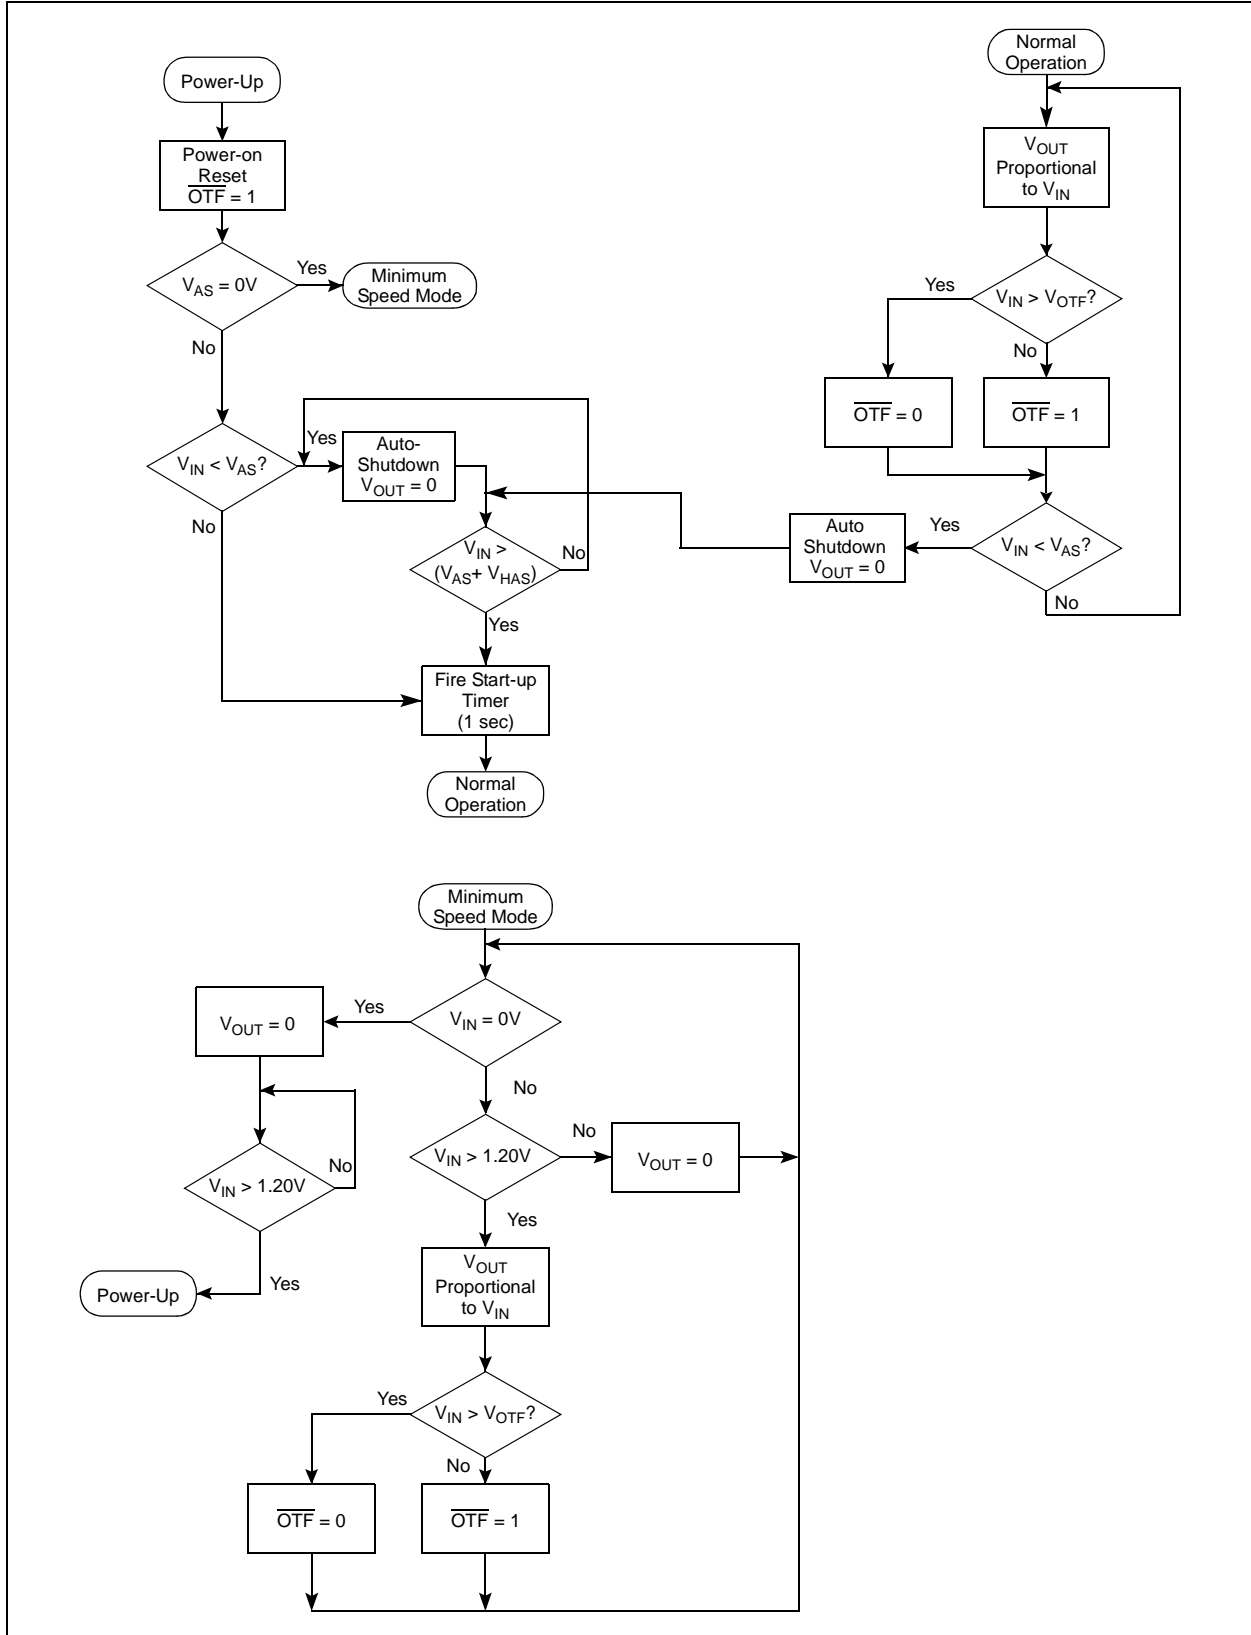 Power-Up
Power-on
Reset
OTF = 1
VAS = 0V
Yes
Minimum
Speed Mode
No
VIN < VAS?
Yes
Auto-
Shutdown
VOUT = 0
No
VIN >
(VAS+ VHAS)
No
Yes
Fire Start-up
Timer
(1 sec)
Normal
Operation
Normal
Operation
VOUT
Proportional
to VIN
VIN > VOTF?
Yes
No
OTF = 0
OTF = 1
VIN < VAS?
Yes
Auto
Shutdown
VOUT = 0
No
Minimum
Speed Mode
VIN = 0V
Yes
VOUT = 0
No
VIN > 1.20V
No
Yes
Power-Up
VIN > 1.20V
No
VOUT = 0
Yes
VOUT
Proportional
to VIN
VIN > VOTF?
Yes
No
OTF = 0
OTF = 1